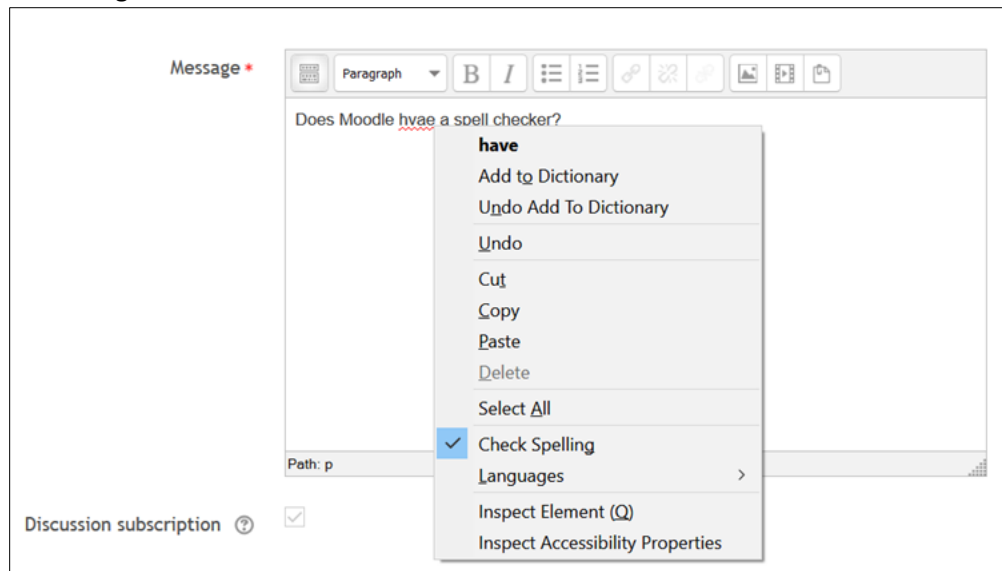 Message *
Paragraph B I
Does Moodle hvae a spell checker?
have
Add to Dictionary
Undo Add To Dictionary
Undo
Cut
Copy
Paste
Delete
Select All
Check Spelling
Languages
Inspect Element (Q)
Inspect Accessibility Properties
Path: p
Discussion subscription ?